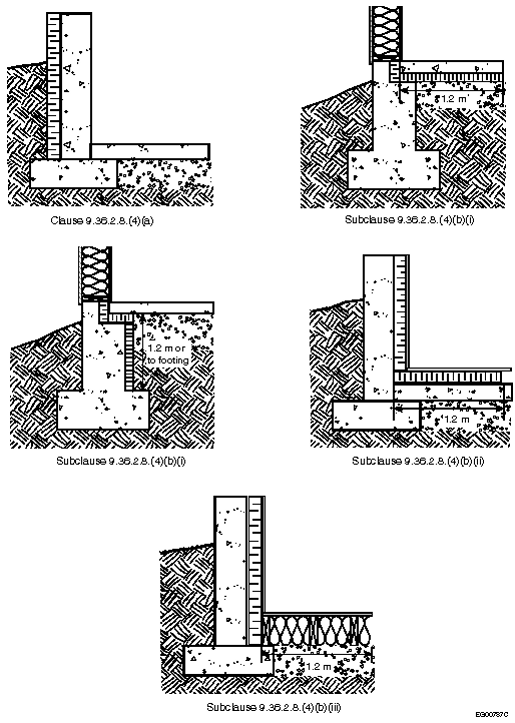 1.2 m
Clause 9.36.2.8.(4)(a)
Subclause 9.36.2.8.(4)(b)(i)
1.2 m or
to footing
1.2 m
Subclause 9.36.2.8.(4)(b)(i)
Subclause 9.36.2.8.(4)(b)(ii)
1.2 m
Subclause 9.36.2.8.(4)(b)(iii)
EG00787C